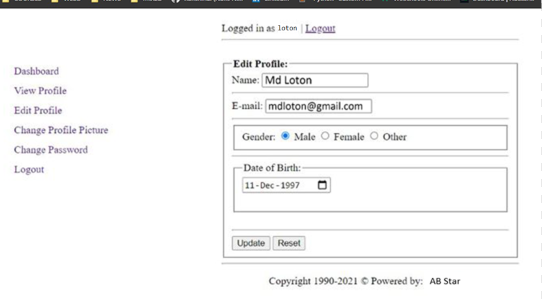 Logged in as loton | Logout
Dashboard
View Profile
Edit Profile
Change Profile Picture
Change Password
Logout
Edit Profile:
Name: Md Loton
E-mail: mdloton@gmail.com
Gender: Male Female Other
Date of Birth:
11-Dec-1997
Update Reset
Copyright 1990-2021 © Powered by: AB Star